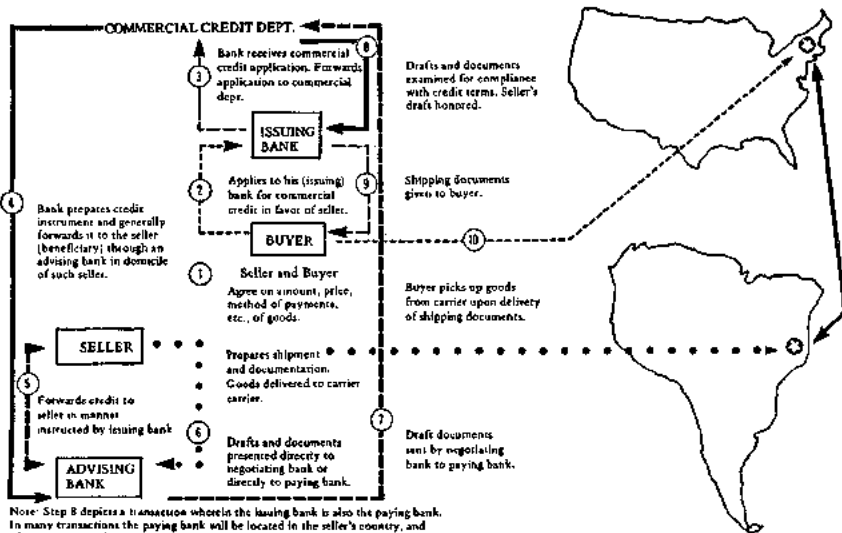 COMMERCIAL CREDIT DEPT.
8
3
Bank receives commercial
credit application. Forwards
application to commercial
dept.
Drafts and documents
examined for compliance
with credit terms. Seller's
draft honored.
ISSUING
BANK
2
Applies to his (issuing)
bank for commercial
credit in favor of seller.
9
Shipping documents
given to buyer.
4
Bank prepares credit
instrument and generally
forwards it to the seller
(beneficiary) through an
advising bank in domicile
of such seller.
BUYER
10
1
Seller and Buyer
Agree on amount, price,
method of payments,
etc., of goods.
Buyer picks up goods
from carrier upon delivery
of shipping documents.
SELLER
Prepares shipment
and documentation.
Goods delivered to carrier
carrier.
5
Forwards credit to
seller in manner
instructed by issuing bank
6
Drafts and documents
presented directly to
negotiating bank or
directly to paying bank.
7
Draft documents
sent by negotiating
bank to paying bank.
ADVISING
BANK
Note: Step 8 depicts a transaction wherein the issuing bank is also the paying bank.
In many transactions the paying bank will be located in the seller's country, and